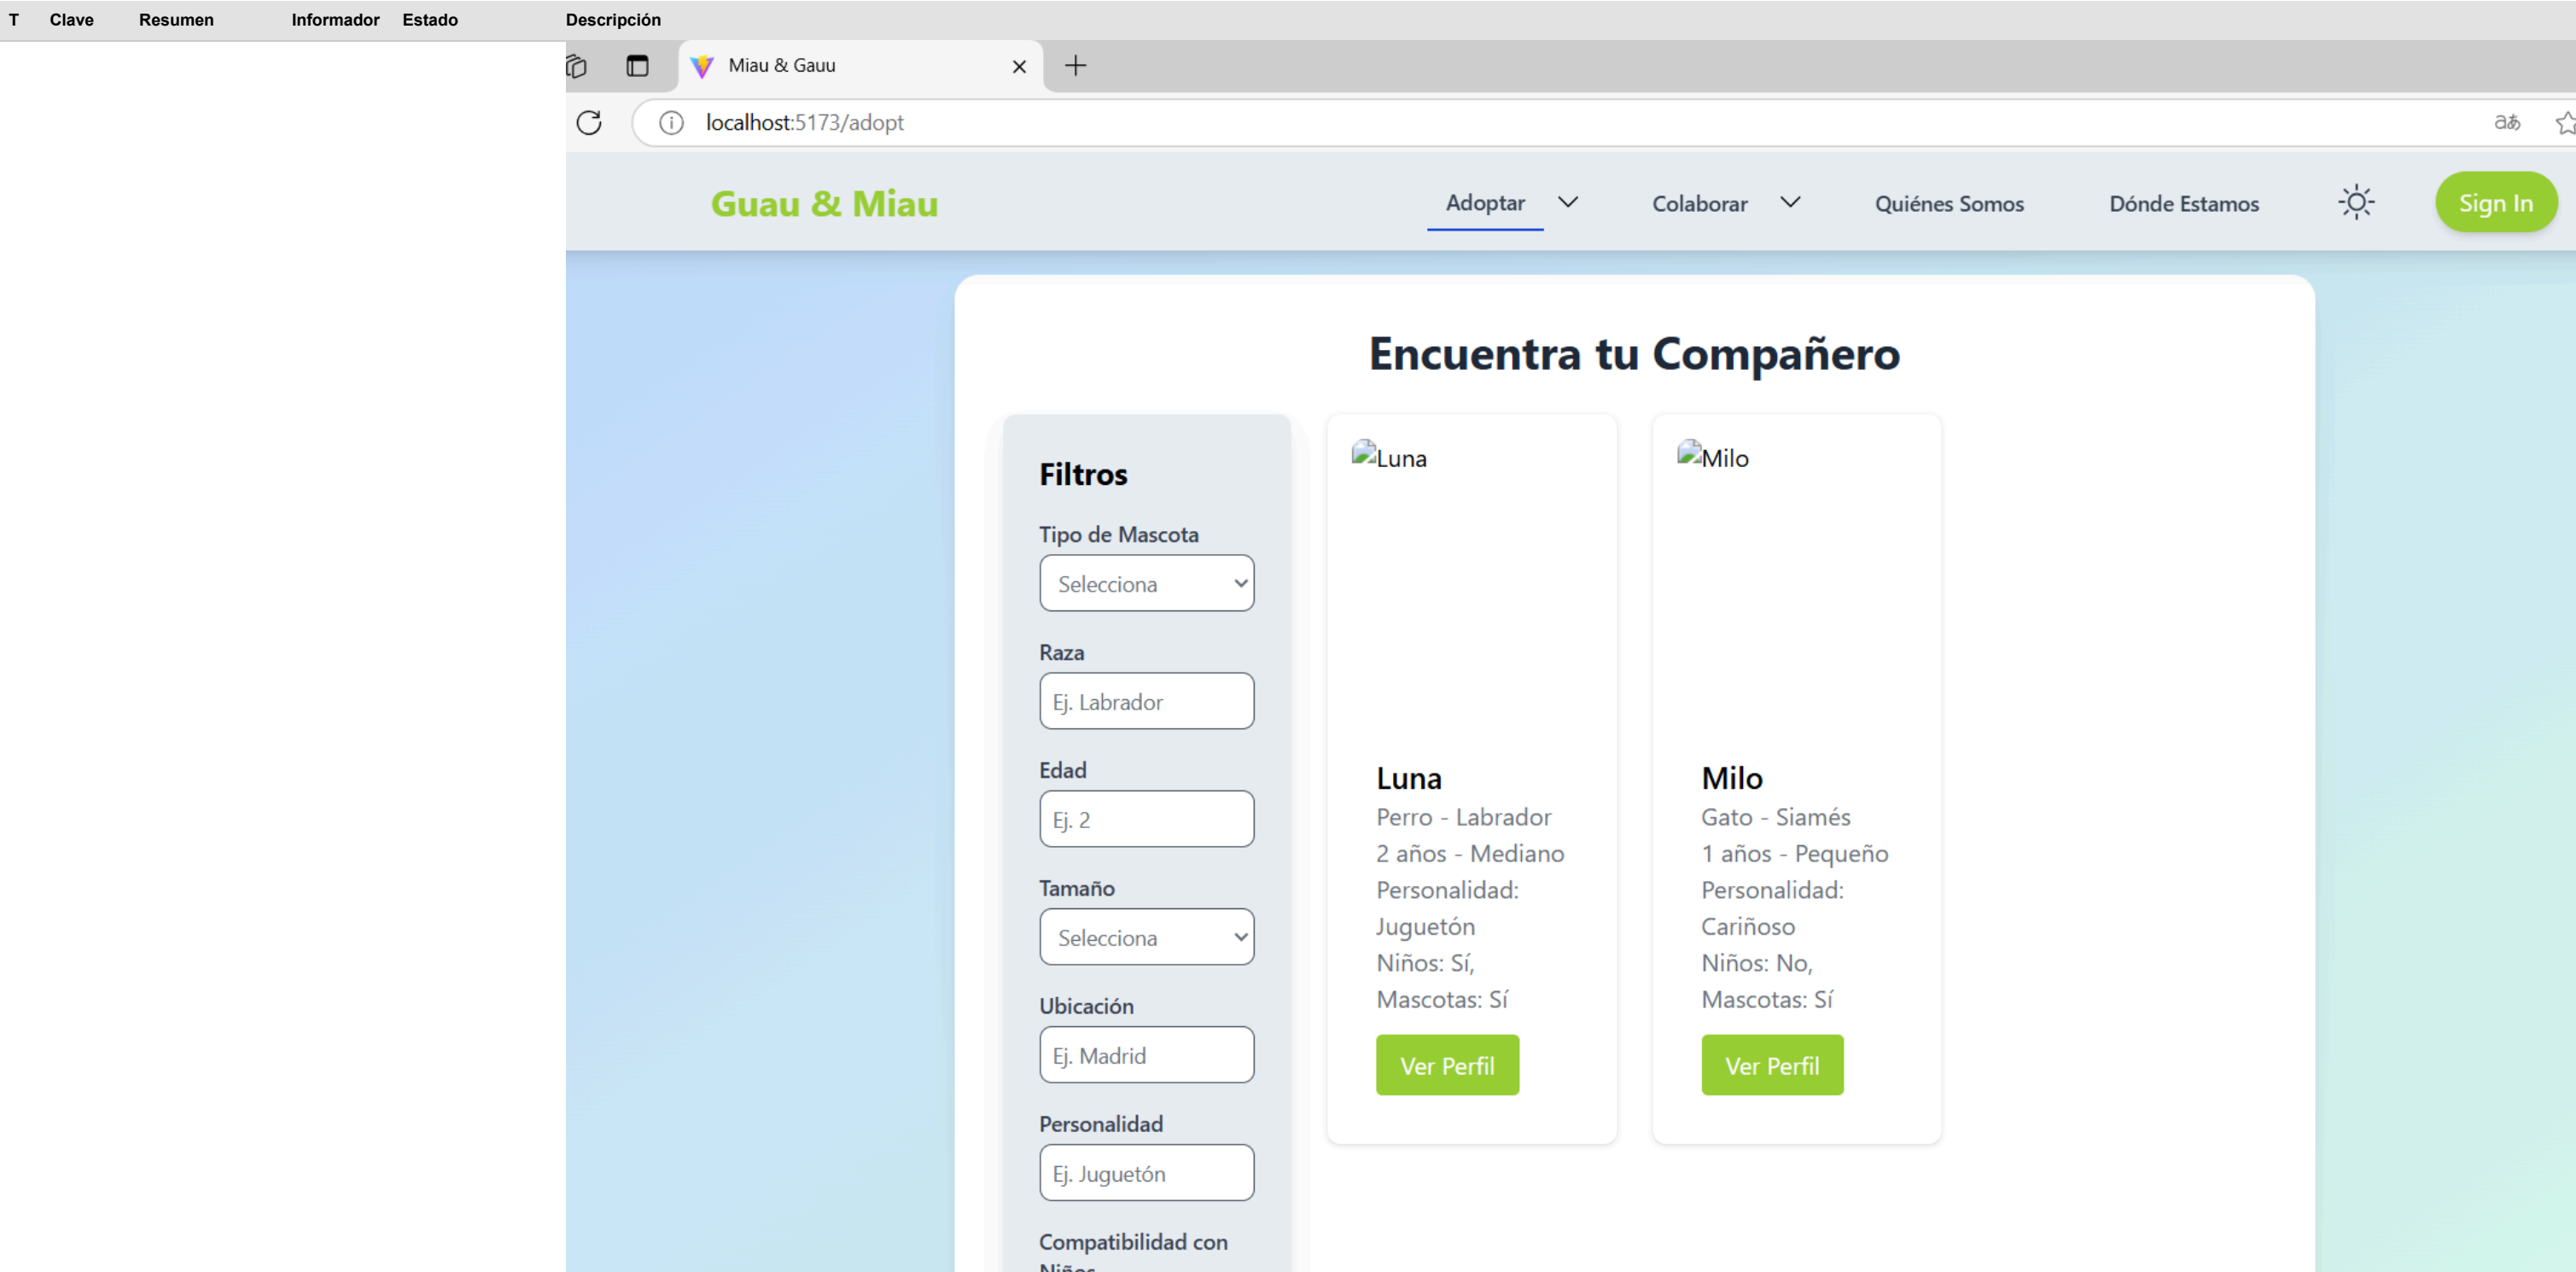 T Clave Resumen Informador Estado Descripción
Miau & Gauu
localhost:5173/adopt
Guau & Miau
Adoptar
Colaborar
Quiénes Somos
Dónde Estamos
Sign In
Encuentra tu Compañero
Filtros
Tipo de Mascota
Selecciona
Raza
Ej. Labrador
Edad
Ej. 2
Tamaño
Selecciona
Ubicación
Ej. Madrid
Personalidad
Ej. Juguetón
Compatibilidad con
Niños
Luna
Luna
Perro - Labrador
2 años - Mediano
Personalidad:
Juguetón
Niños: Sí,
Mascotas: Sí
Ver Perfil
Milo
Milo
Gato - Siamés
1 años - Pequeño
Personalidad:
Cariñoso
Niños: No,
Mascotas: Sí
Ver Perfil